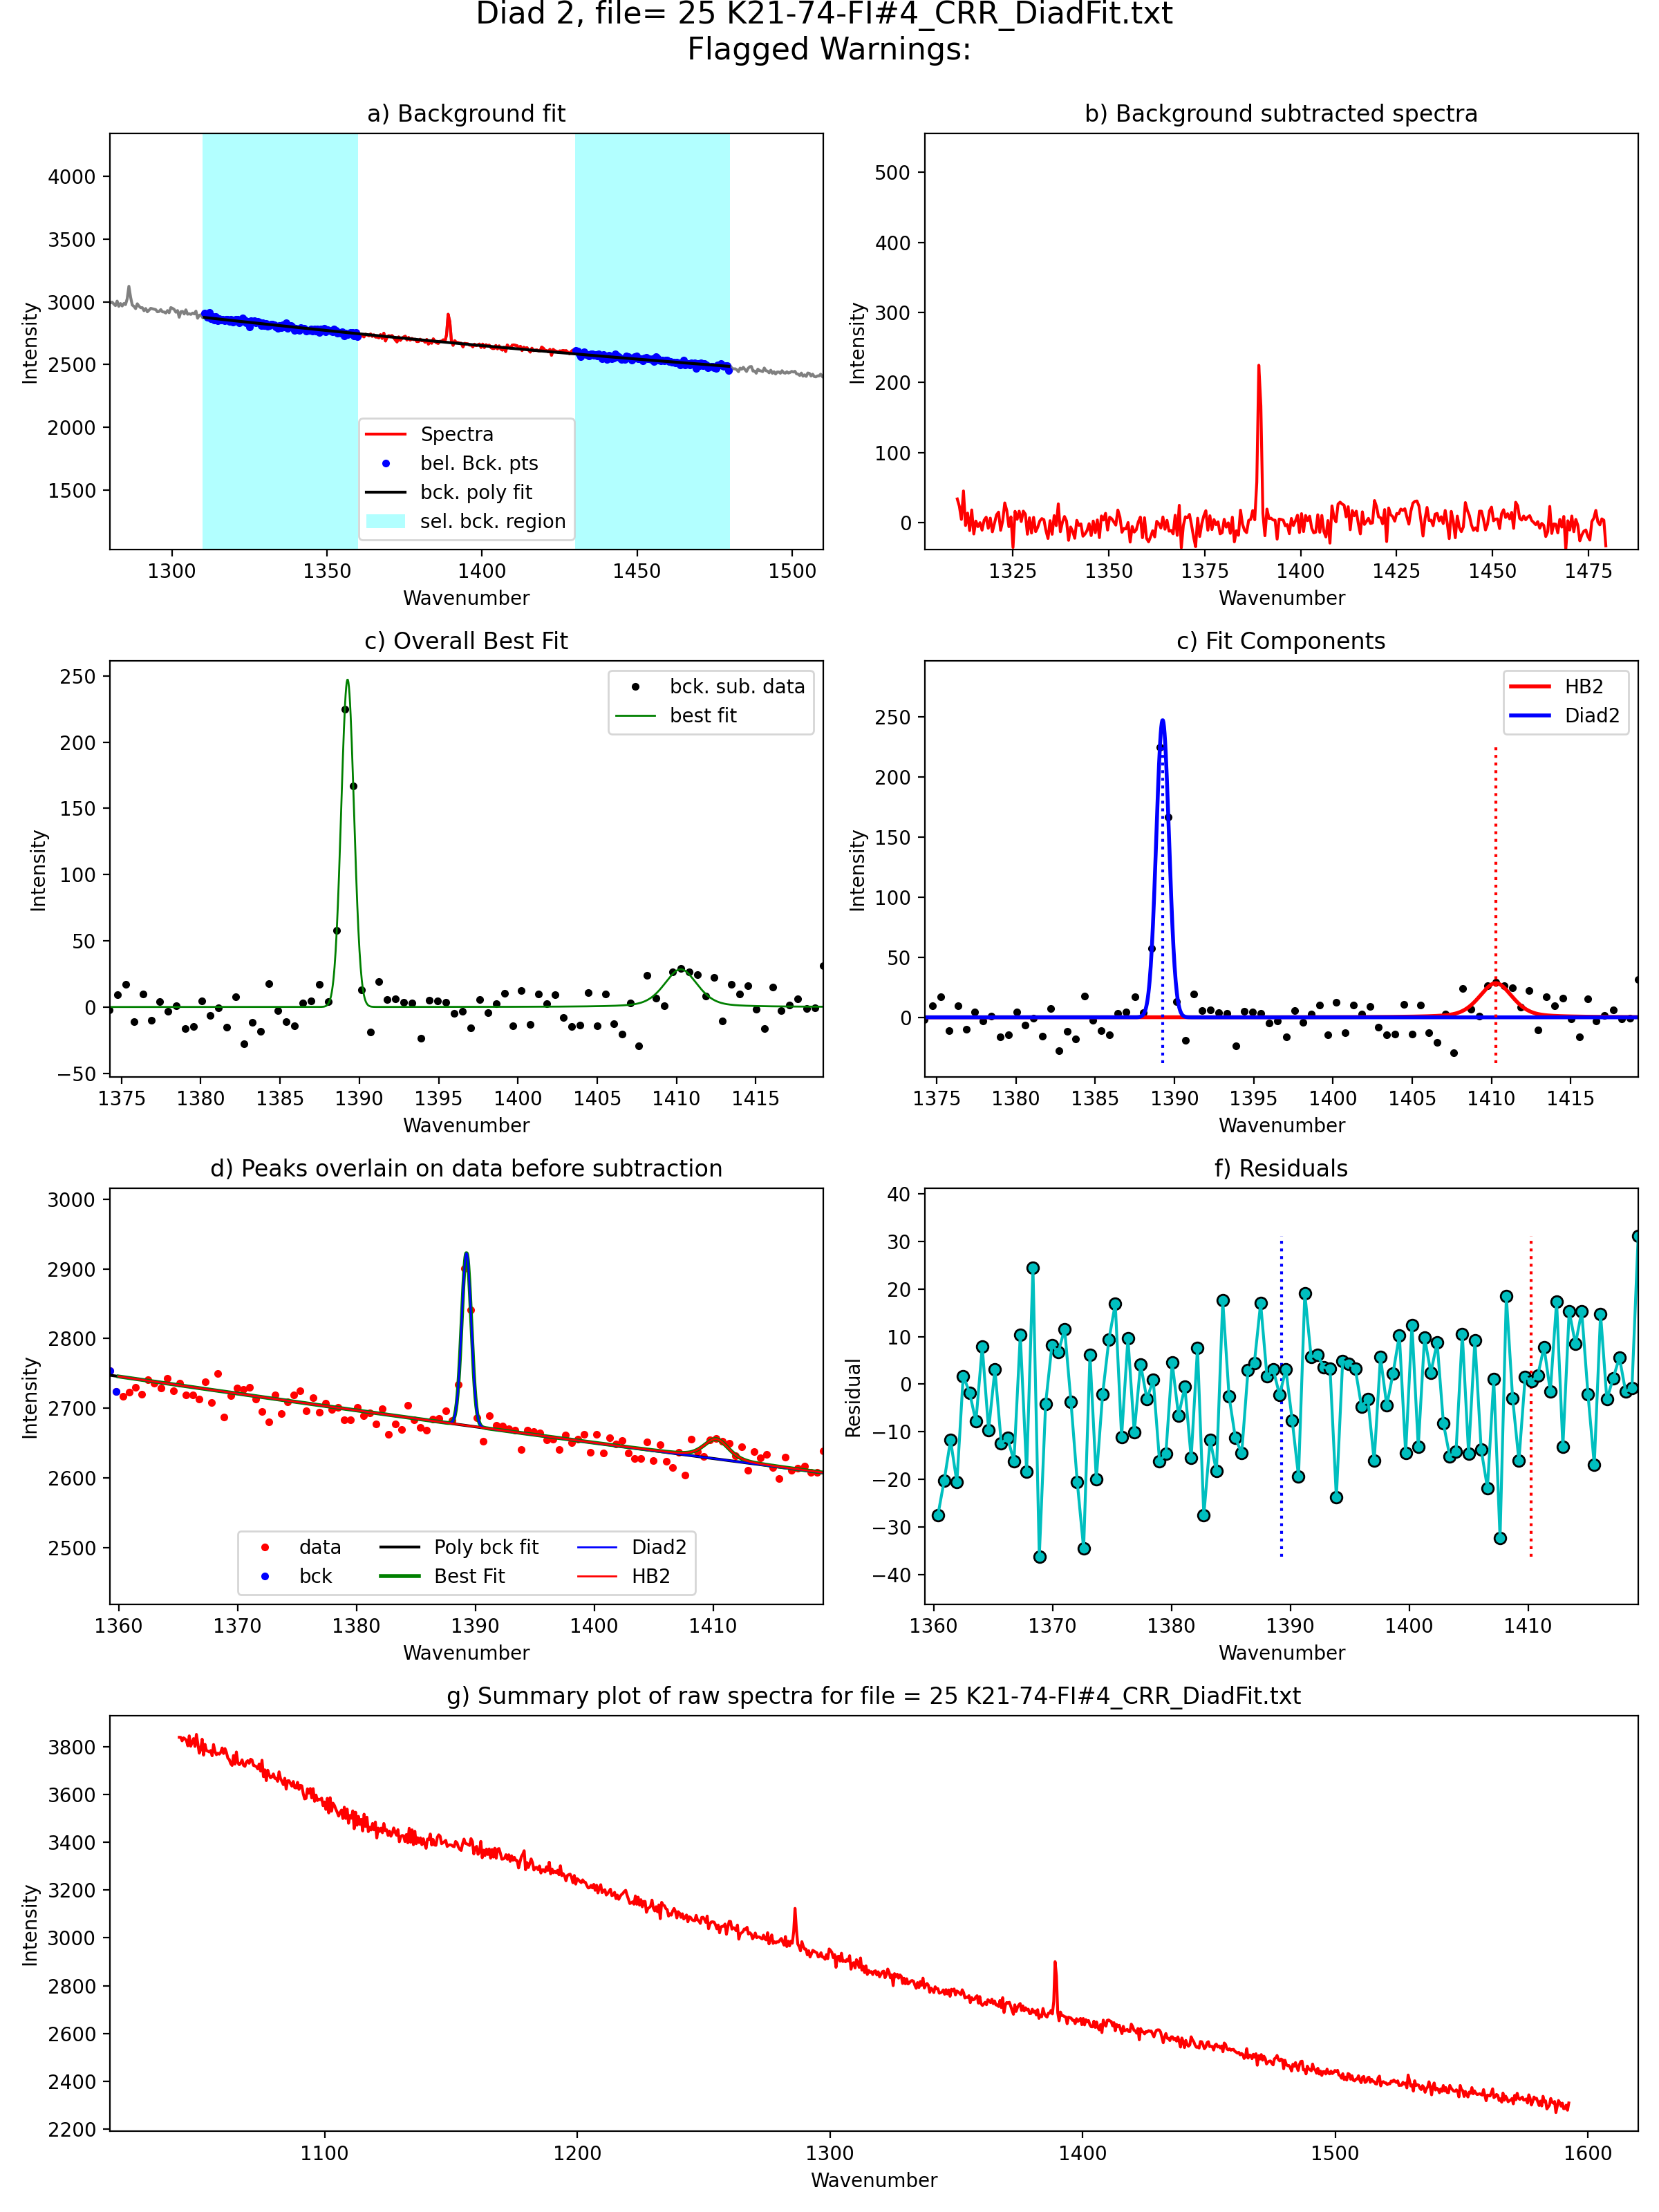 Diad 2, file= 25 K21-74-FI#4_CRR_DiadFit.txt
Flagged Warnings:
a) Background fit
4000
3500
3000
2500
2000
1500
Intensity
Spectra
bel. Bck. pts
bck. poly fit
sel. bck. region
1300 1350 1400 1450 1500
Wavenumber
b) Background subtracted spectra
500
400
300
200
100
0
Intensity
1325 1350 1375 1400 1425 1450 1475
Wavenumber
c) Overall Best Fit
250
200
150
100
50
0
−50
Intensity
bck. sub. data
best fit
1375 1380 1385 1390 1395 1400 1405 1410 1415
Wavenumber
c) Fit Components
250
200
150
100
50
0
Intensity
HB2
Diad2
1375 1380 1385 1390 1395 1400 1405 1410 1415
Wavenumber
d) Peaks overlain on data before subtraction
3000
2900
2800
2700
2600
2500
Intensity
data Poly bck fit Diad2
bck Best Fit HB2
1360 1370 1380 1390 1400 1410
Wavenumber
f) Residuals
40
30
20
10
0
−10
−20
−30
−40
Residual
1360 1370 1380 1390 1400 1410
Wavenumber
g) Summary plot of raw spectra for file = 25 K21-74-FI#4_CRR_DiadFit.txt
3800
3600
3400
3200
3000
2800
2600
2400
2200
Intensity
1100 1200 1300 1400 1500 1600
Wavenumber